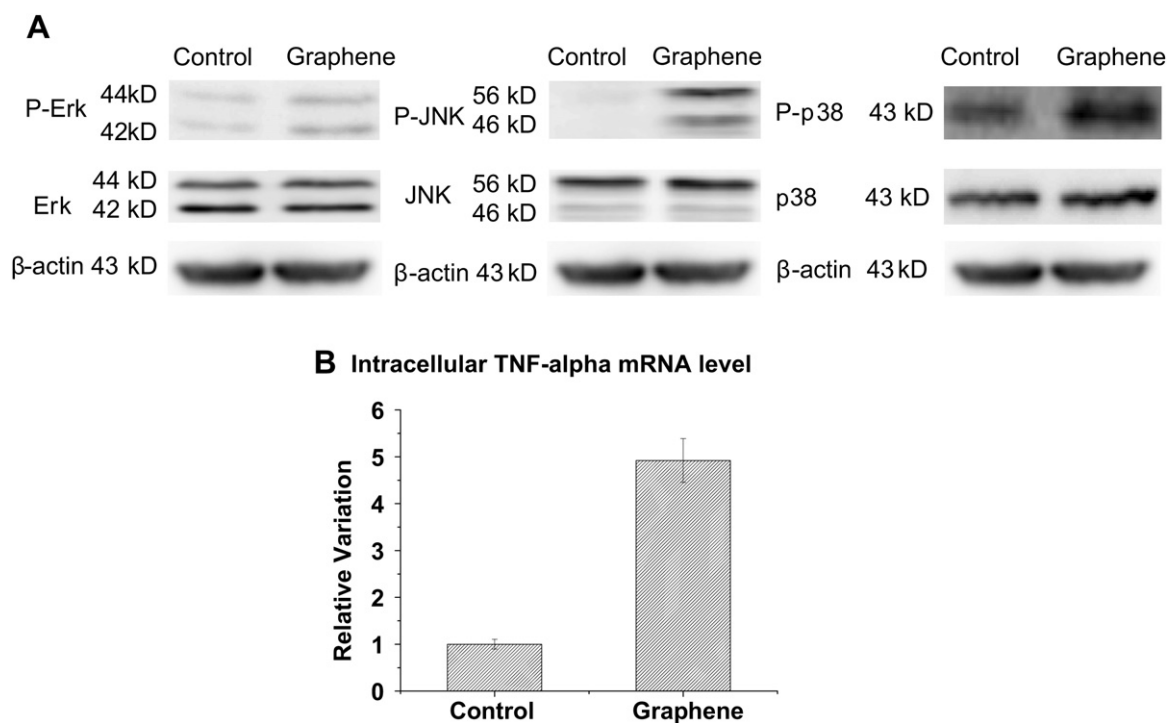 A
Control Graphene Control Graphene Control Graphene
P-Erk 44kD P-JNK 56 kD P-p38 43 kD
42kD 46 kD
Erk 44 kD JNK 56 kD p38 43 kD
42 kD 46 kD
β-actin 43 kD β-actin 43 kD β-actin 43 kD
B Intracellular TNF-alpha mRNA level
Relative Variation
6
5
4
3
2
1
0
Control Graphene